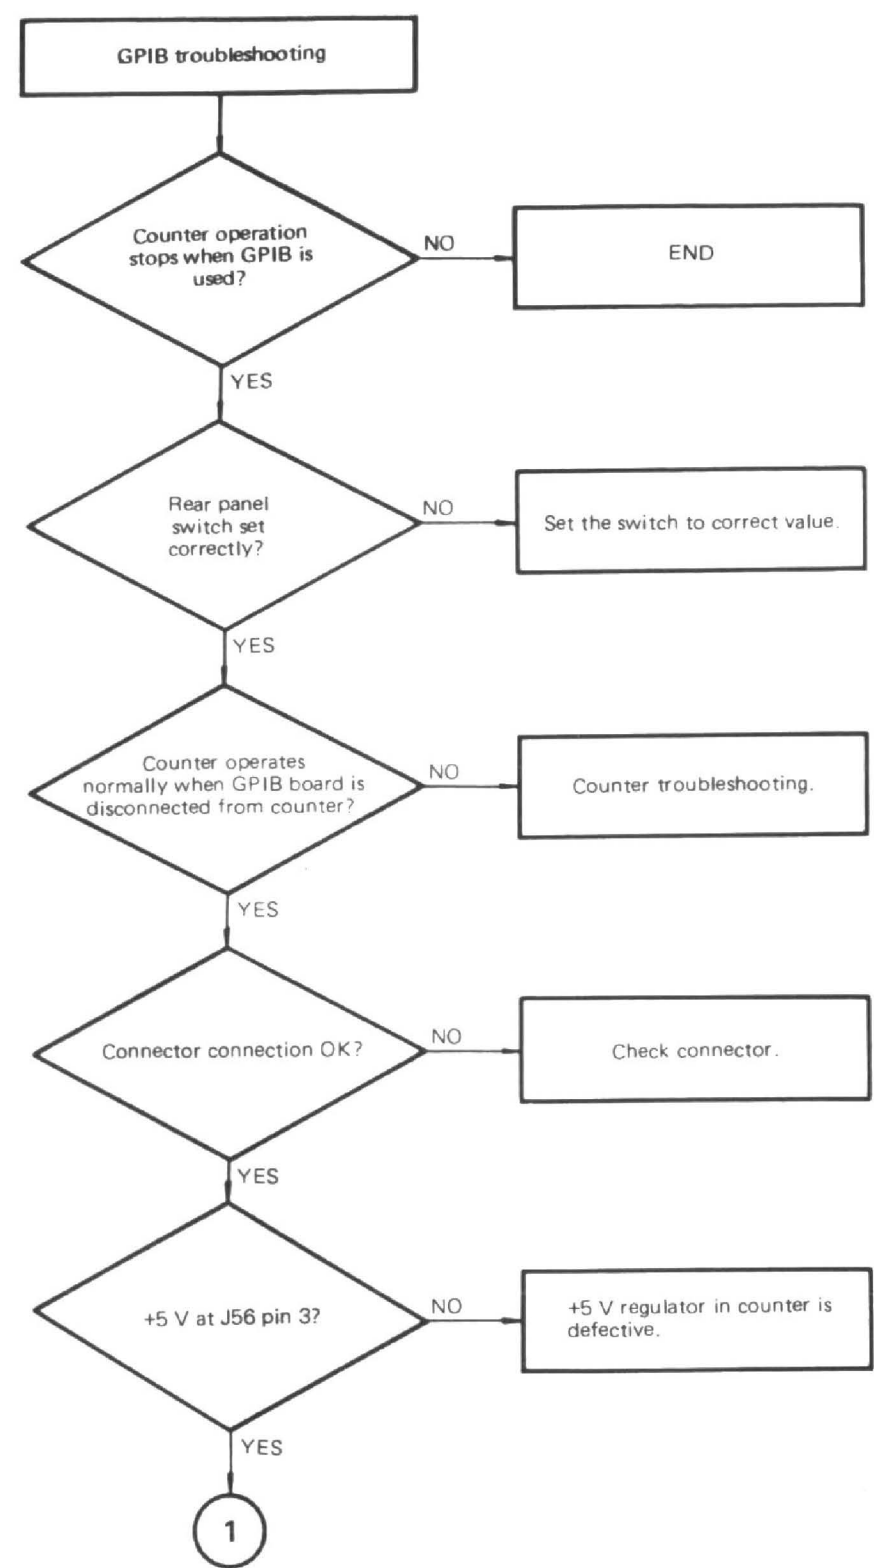 GPIB troubleshooting
Counter operation
stops when GPIB is
used?
NO
END
YES
Rear panel
switch set
correctly?
NO
Set the switch to correct value.
YES
Counter operates
normally when GPIB board is
disconnected from counter?
NO
Counter troubleshooting.
YES
Connector connection OK?
NO
Check connector.
YES
+5 V at J56 pin 3?
NO
+5 V regulator in counter is
defective.
YES
1